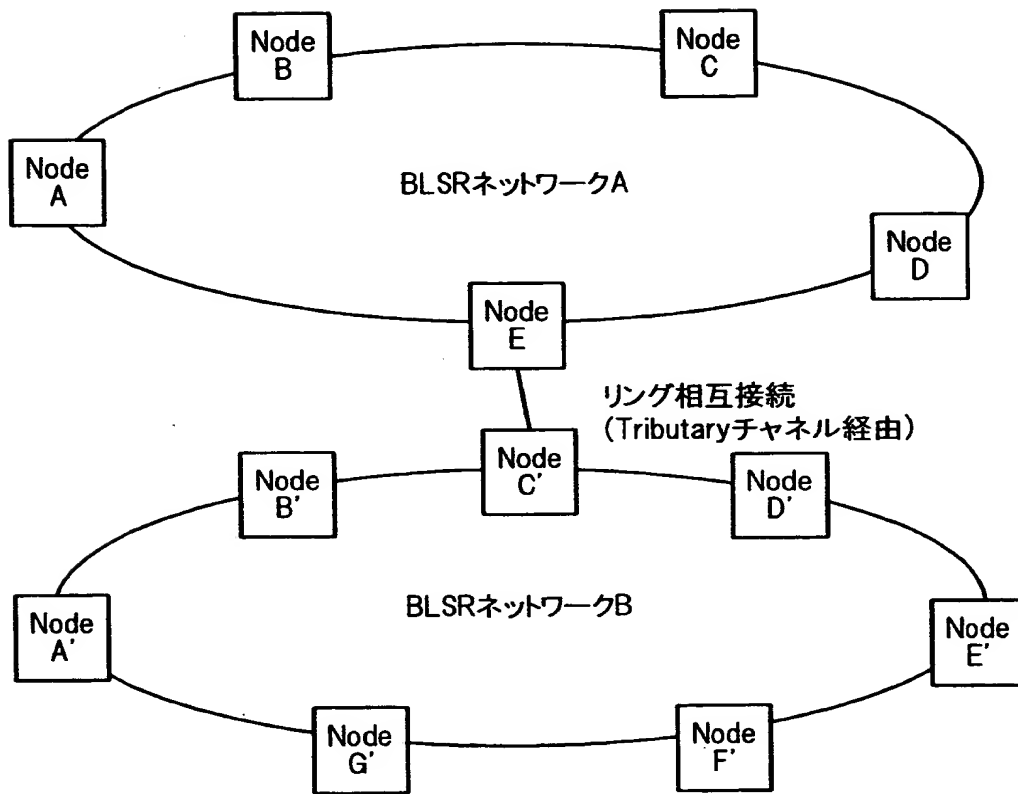 Node
B
Node
C
Node
A
BLSRネットワークA
Node
D
Node
E
リング相互接続
(Tributaryチャネル経由)
Node
C'
Node
B'
Node
D'
Node
A'
BLSRネットワークB
Node
E'
Node
G'
Node
F'